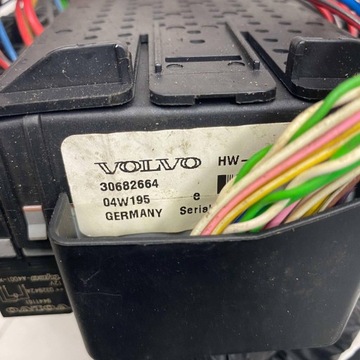 VOLVO HW-
30682664
04W195 e
GERMANY Serial